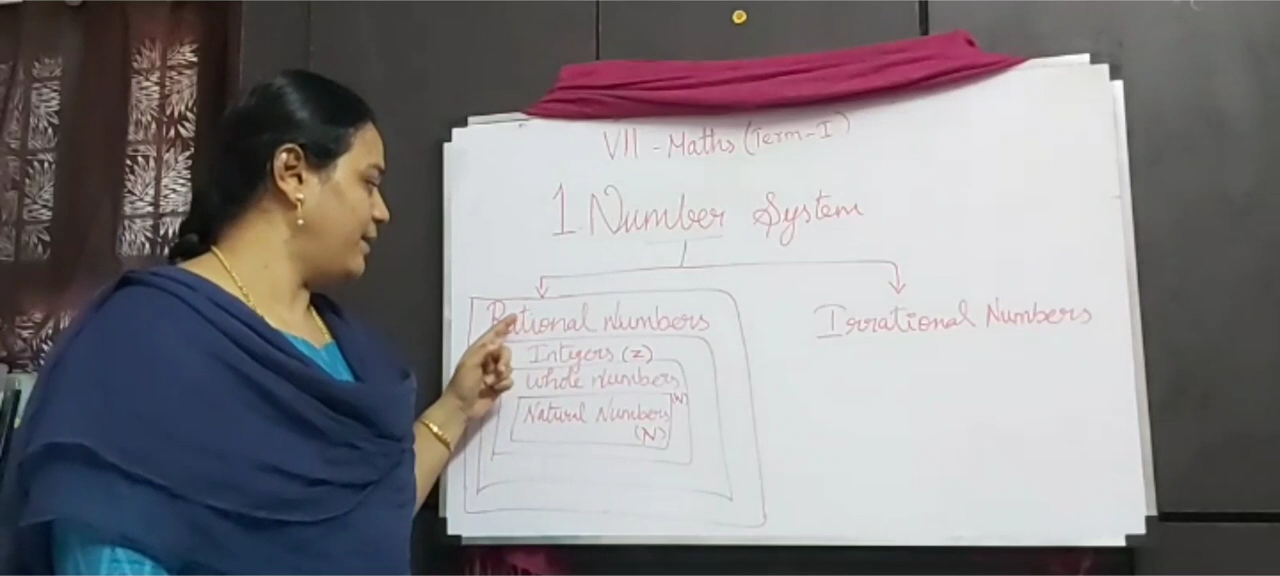 VII - Maths (Term-I)
1. Number System
Rational Numbers
Irrational Numbers
Integers (Z)
Whole Numbers
(W)
Natural Numbers
(N)